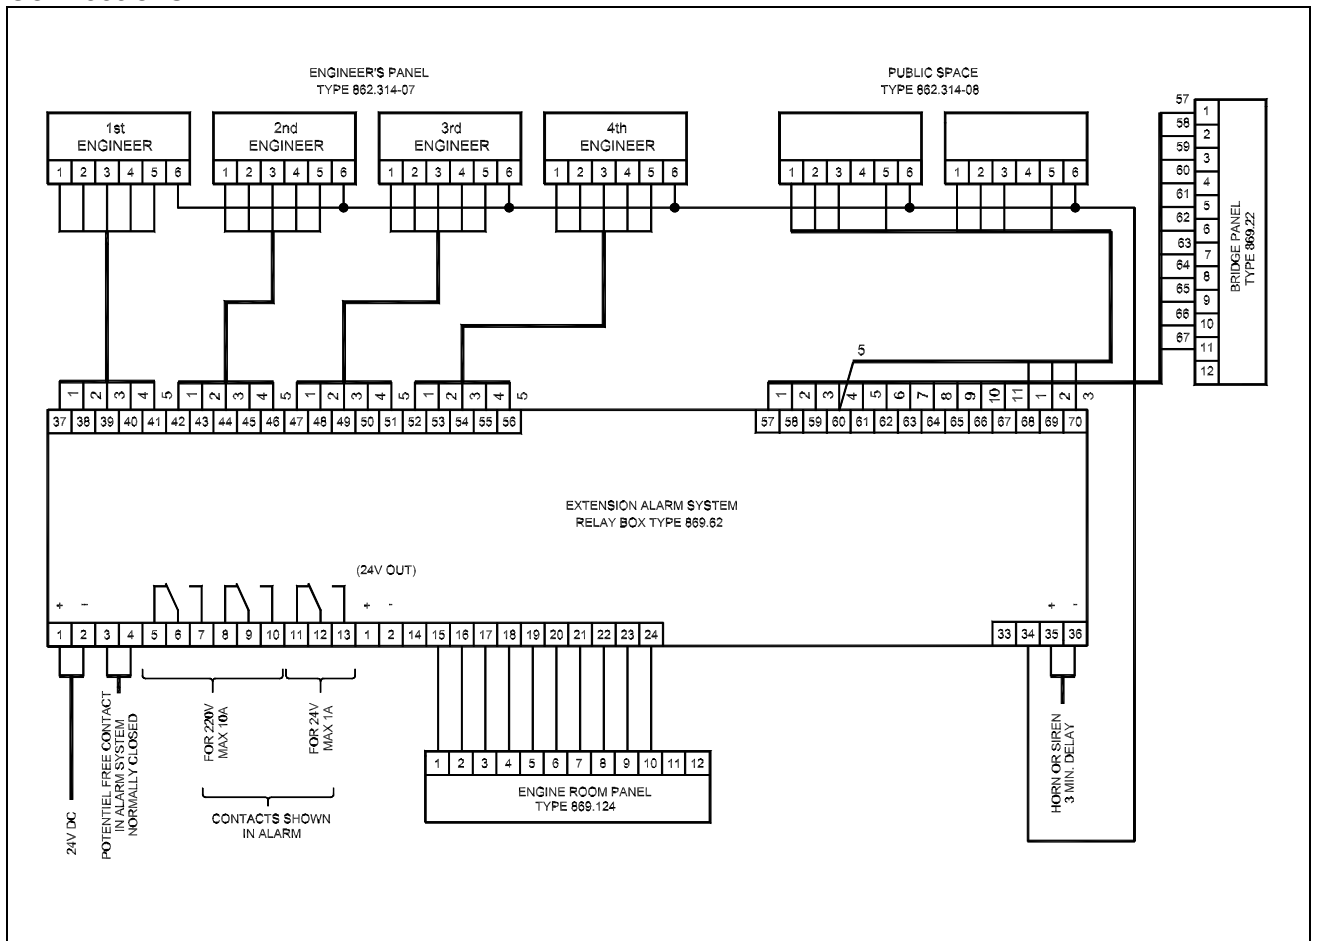 ENGINEER'S PANEL
TYPE 862.314-07
PUBLIC SPACE
TYPE 862.314-08
1st
ENGINEER
2nd
ENGINEER
3rd
ENGINEER
4th
ENGINEER
1 2 3 4 5 6
1 2 3 4 5 6
1 2 3 4 5 6
1 2 3 4 5 6
1 2 3 4 5 6
1 2 3 4 5 6
57 58 59 60 61 62 63 64 65 66 67
1 2 3 4 5 6 7 8 9 10 11 12
BRIDGE PANEL
TYPE 869.22
5
1 2 3 4 5 1 2 3 4 5 1 2 3 4 5 1 2 3 4 5
1 2 3 4 5 6 7 8 9 10 11 1 2 3
37 38 39 40 41 42 43 44 45 46 47 48 49 50 51 52 53 54 55 56
57 58 59 60 61 62 63 64 65 66 67 68 69 70
EXTENSION ALARM SYSTEM
RELAY BOX TYPE 869.62
(24V OUT)
+ - + - + -
1 2 3 4 5 6 7 8 9 10 11 12 13 1 2 14 15 16 17 18 19 20 21 22 23 24
33 34 35 36
24V DC
POTENTIEL FREE CONTACT
IN ALARM SYSTEM
NORMALLY CLOSED
FOR 220V
MAX 10A
FOR 24V
MAX 1A
CONTACTS SHOWN
IN ALARM
1 2 3 4 5 6 7 8 9 10 11 12
ENGINE ROOM PANEL
TYPE 869.124
HORN OR SIREN
3 MIN. DELAY